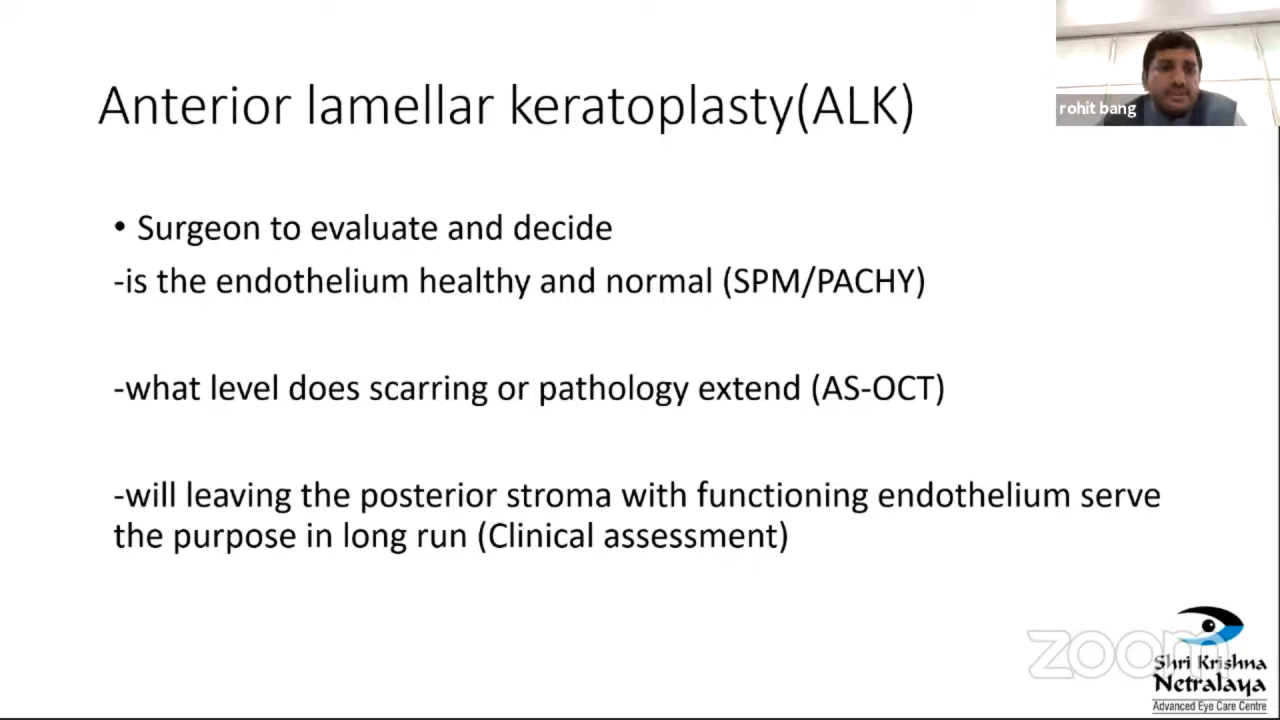 Anterior lamellar keratoplasty(ALK)
rohit bang
• Surgeon to evaluate and decide
-is the endothelium healthy and normal (SPM/PACHY)
-what level does scarring or pathology extend (AS-OCT)
-will leaving the posterior stroma with functioning endothelium serve
the purpose in long run (Clinical assessment)
zoom
Shri Krishna
Netralaya
Advanced Eye Care Centre